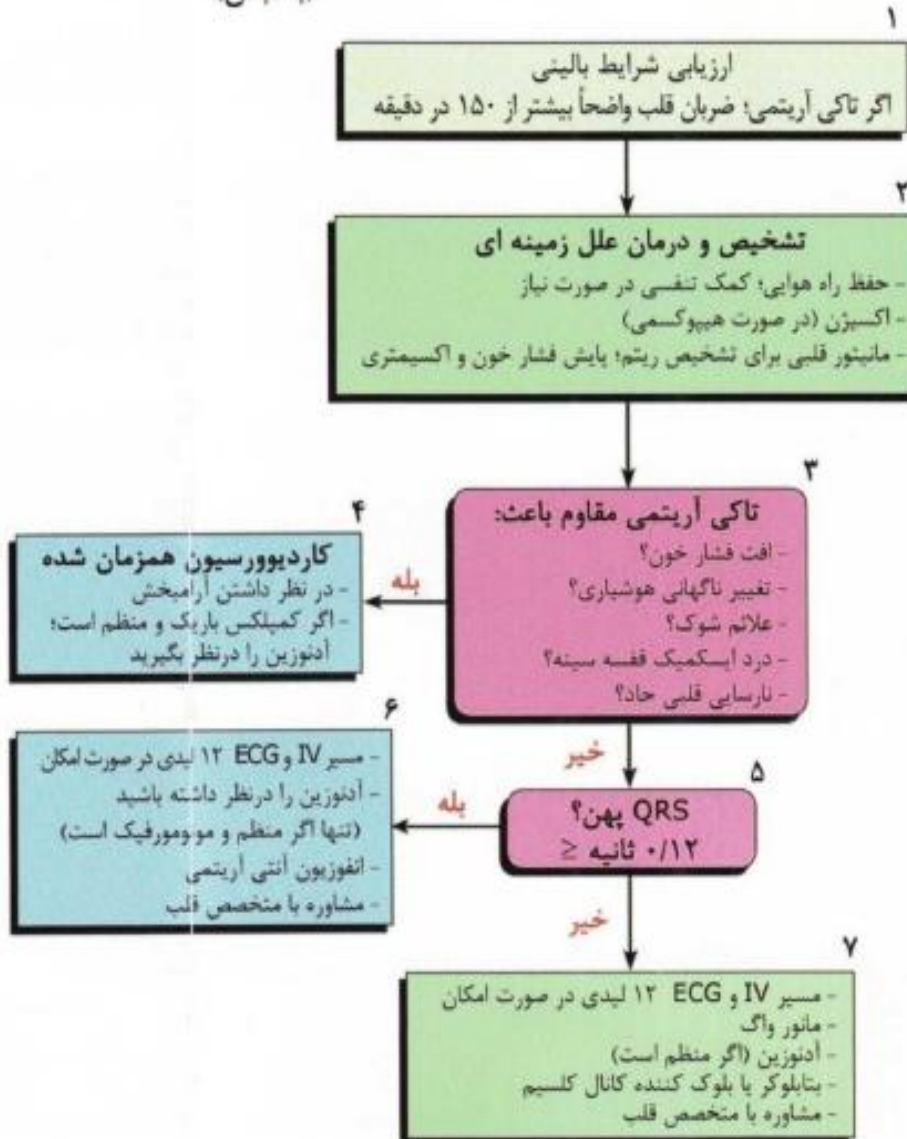 ۱
ارزیابی شرایط بالینی
اگر تاکی آریتمی؛ ضربان قلب واضحاً بیشتر از ۱۵۰ در دقیقه
۲
تشخیص و درمان علل زمینه ای
- حفظ راه هوایی؛ کمک تنفسی در صورت نیاز
- اکسیژن (در صورت هیپوکسمی)
- مانیتور قلبی برای تشخیص ریتم؛ پایش فشار خون و اکسیمتری
۳
تاکی آریتمی مقاوم باعث:
- افت فشار خون؟
- تغییر ناگهانی هوشیاری؟
- علائم شوک؟
- درد ایسکمیک قفسه سینه؟
- نارسایی قلبی حاد؟
بله
۴
کاردیوورسیون همزمان شده
- در نظر داشتن آرامبخش
- اگر کمپلکس باریک و منظم است؛
آدنوزین را درنظر بگیرید
خیر
۵
QRS پهن؟
≥ ۰/۱۲ ثانیه
بله
۶
- مسیر IV و ECG ۱۲ لیدی در صورت امکان
- آدنوزین را درنظر داشته باشید
(تنها اگر منظم و مونومورفیک است)
- انفوزیون آنتی آریتمی
- مشاوره با متخصص قلب
خیر
۷
- مسیر IV و ECG ۱۲ لیدی در صورت امکان
- مانور واگ
- آدنوزین (اگر منظم است)
- بتابلوکر یا بلوک کننده کانال کلسیم
- مشاوره با متخصص قلب